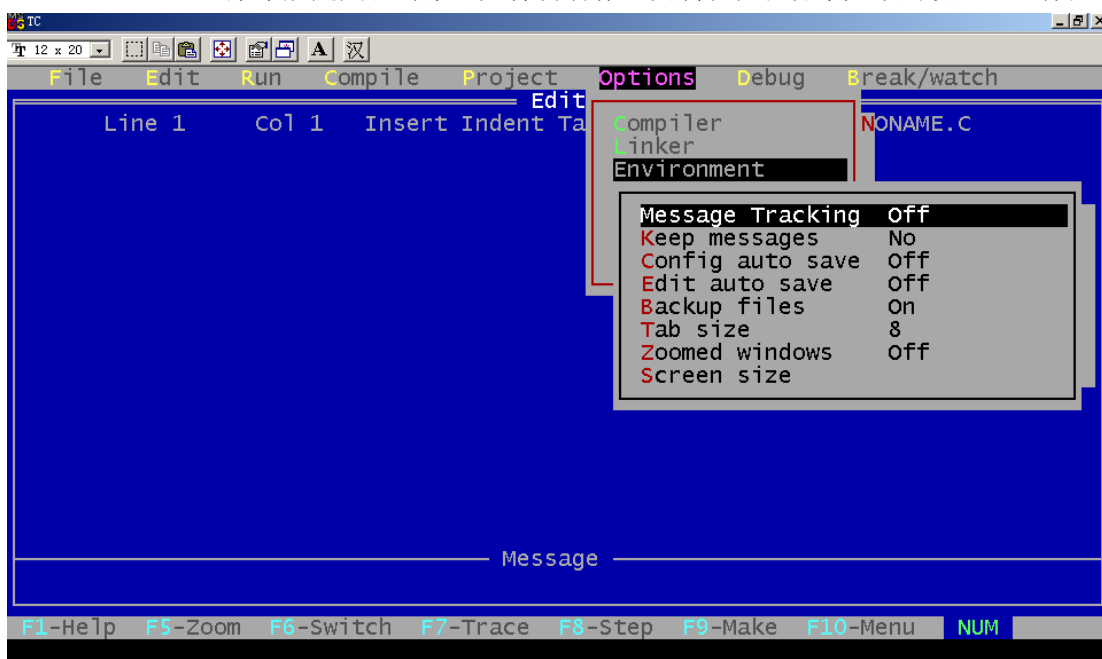 TC
12 x 20 A 汉
File Edit Run Compile Project Options Debug Break/watch
Edit
Line 1 Col 1 Insert Indent Ta NONAME.C
Compiler
Linker
Environment
Message Tracking Off
Keep messages No
Config auto save Off
Edit auto save Off
Backup files On
Tab size 8
Zoomed windows Off
Screen size
Message
F1-Help F5-Zoom F6-Switch F7-Trace F8-Step F9-Make F10-Menu NUM